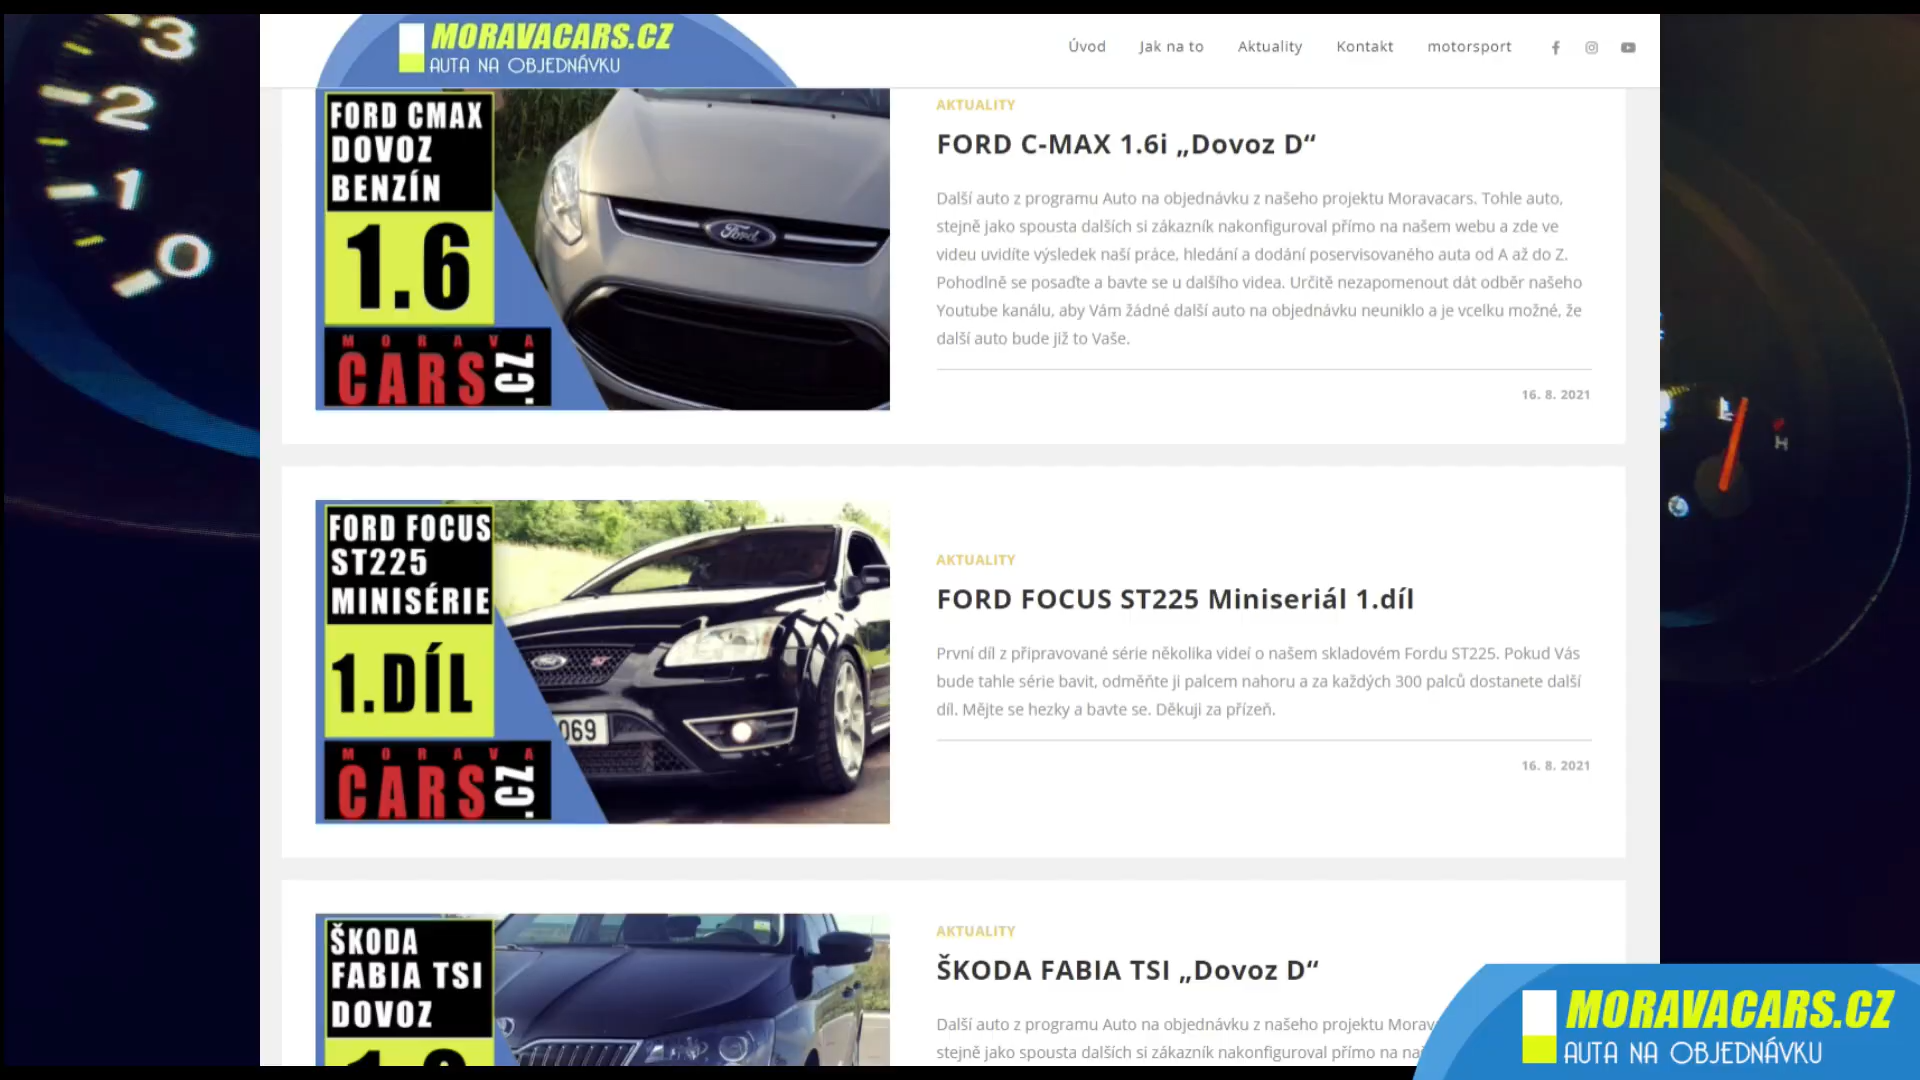 MORAVACARS.CZ
AUTA NA OBJEDNÁVKU
Úvod
Jak na to
Aktuality
Kontakt
motorsport
3
2
1
0
FORD CMAX
DOVOZ
BENZÍN
1.6
MORAVA
CARS.CZ
AKTUALITY
FORD C-MAX 1.6i „Dovoz D“
Další auto z programu Auto na objednávku z našeho projektu Moravacars. Tohle auto,
stejně jako spousta dalších si zákazník nakonfiguroval přímo na našem webu a zde ve
videu uvidíte výsledek naší práce, hledání a dodání poservisovaného auta od A až do Z.
Pohodlně se posaďte a bavte se u dalšího videa. Určitě nezapomenout dát odběr našeho
Youtube kanálu, aby Vám žádné další auto na objednávku neuniklo a je vcelku možné, že
další auto bude již to Vaše.
16. 8. 2021
Ford
H
FORD FOCUS
ST225
MINISÉRIE
1.DÍL
MORAVA
CARS.CZ
069
AKTUALITY
FORD FOCUS ST225 Miniseriál 1.díl
První díl z připravované série několika videí o našem skladovém Fordu ST225. Pokud Vás
bude tahle série bavit, odměňte ji palcem nahoru a za každých 300 palců dostanete další
díl. Mějte se hezky a bavte se. Děkuji za přízeň.
16. 8. 2021
ŠKODA
FABIA TSI
DOVOZ
AKTUALITY
ŠKODA FABIA TSI „Dovoz D“
Další auto z programu Auto na objednávku z našeho projektu
stejně jako spousta dalších si zákazník nakonfiguroval přímo na
MORAVACARS.CZ
AUTA NA OBJEDNÁVKU